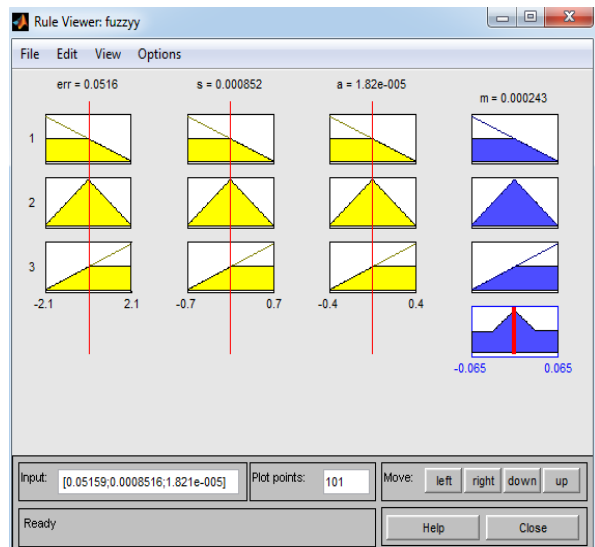 Rule Viewer: fuzzyy
File Edit View Options
err = 0.0516 s = 0.000852 a = 1.82e-005 m = 0.000243
1
2
3
-2.1 2.1 -0.7 0.7 -0.4 0.4
-0.065 0.065
Input: [0.05159;0.0008516;1.821e-005] Plot points: 101 Move: left right down up
Ready Help Close